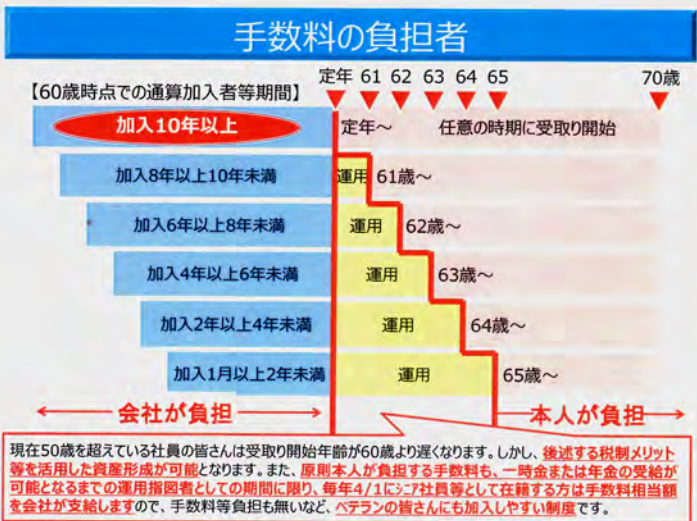 手数料の負担者
【60歳時点での通算加入者等期間】
定年 61 62 63 64 65 70歳
加入10年以上 定年～ 任意の時期に受取り開始
加入8年以上10年未満 運用 61歳～
加入6年以上8年未満 運用 62歳～
加入4年以上6年未満 運用 63歳～
加入2年以上4年未満 運用 64歳～
加入1月以上2年未満 運用 65歳～
会社が負担 本人が負担
現在50歳を超えている社員の皆さんは受取り開始年齢が60歳より遅くなります。しかし、後述する税制メリット
等を活用した資産形成が可能となります。また、原則本人が負担する手数料も、一時金または年金の受給が
可能となるまでの運用指図者としての期間に限り、毎年4/1にシニア社員等として在籍する方は手数料相当額
を会社が支給しますので、手数料等負担も無いなど、ベテランの皆さんにも加入しやすい制度です。